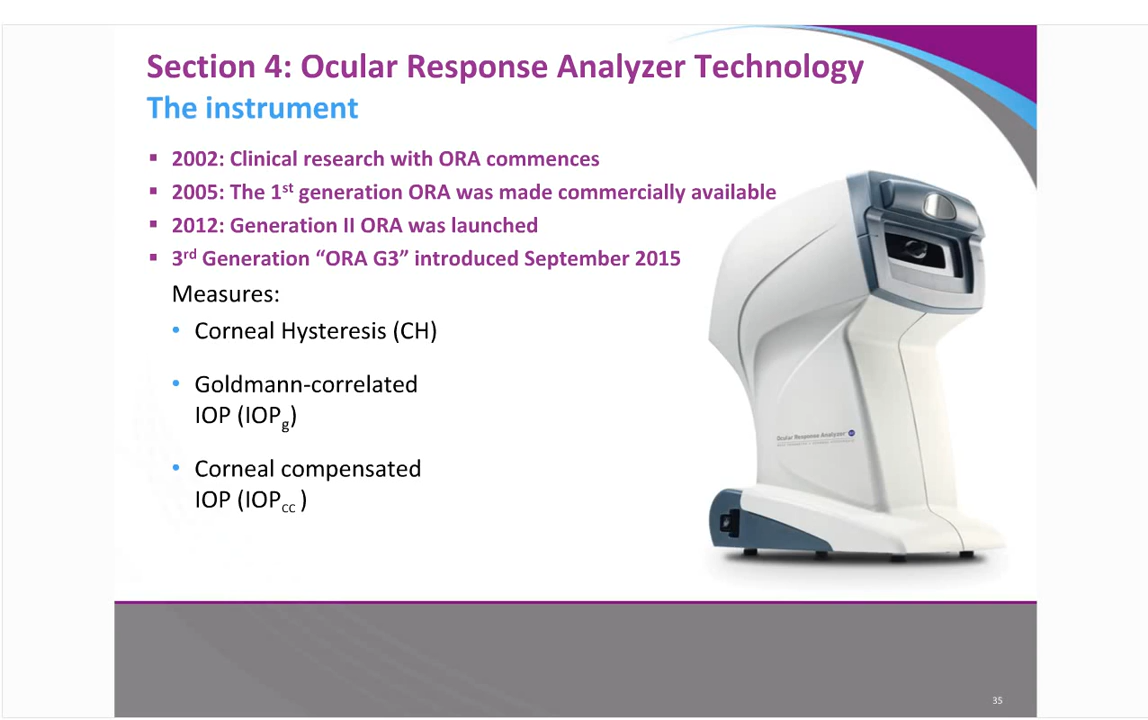 Section 4: Ocular Response Analyzer Technology
The instrument
▪ 2002: Clinical research with ORA commences
▪ 2005: The 1st generation ORA was made commercially available
▪ 2012: Generation II ORA was launched
▪ 3rd Generation “ORA G3” introduced September 2015
Measures:
• Corneal Hysteresis (CH)
• Goldmann-correlated
IOP (IOPg)
• Corneal compensated
IOP (IOPcc )
Ocular Response Analyzer
35